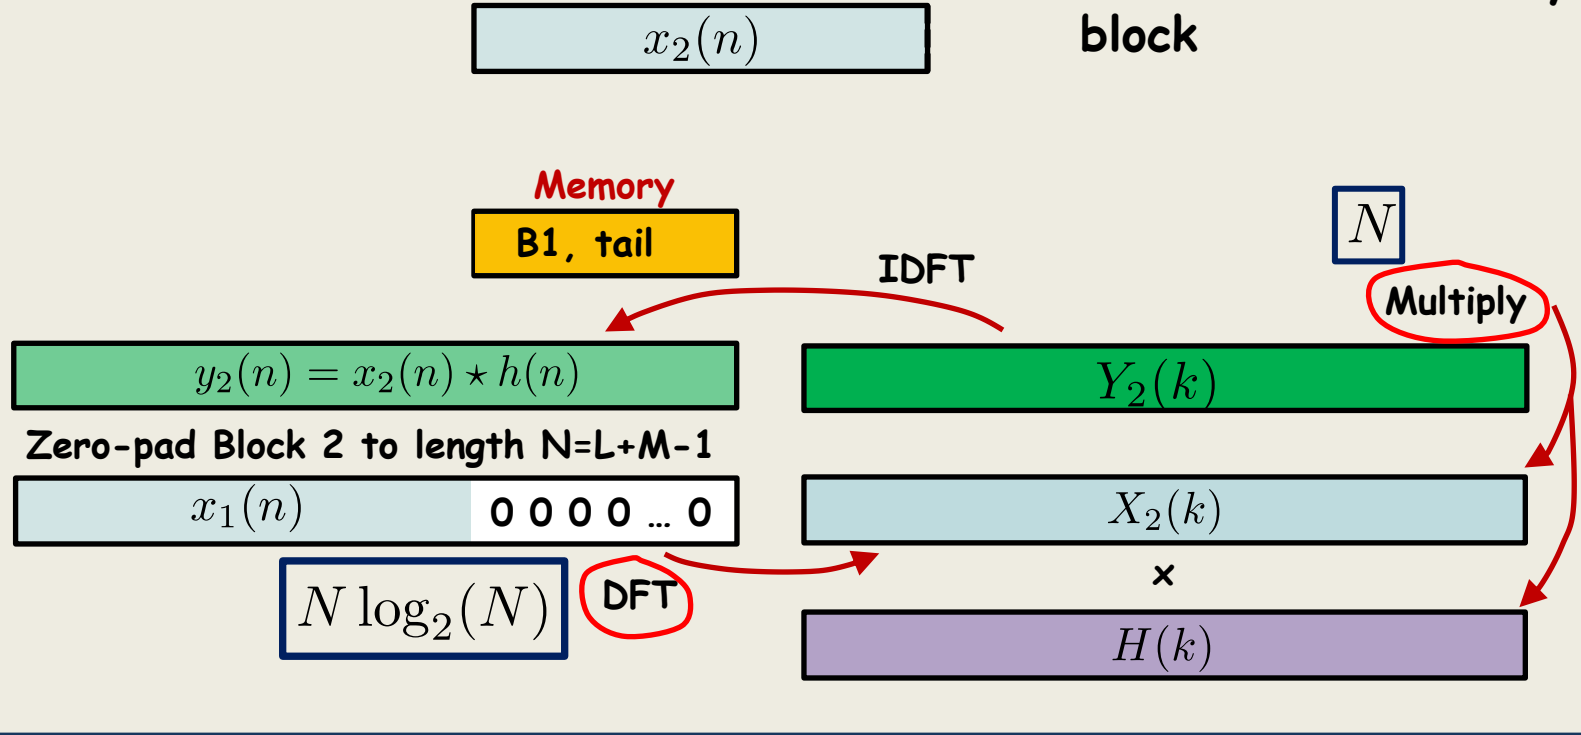 x₂(n)
block
Memory
B1, tail
IDFT
N
Multiply
y₂(n) = x₂(n) ⋆ h(n)
Y₂(k)
Zero-pad Block 2 to length N=L+M-1
x₁(n) 0 0 0 0 … 0
X₂(k)
x
N log₂(N)
DFT
H(k)